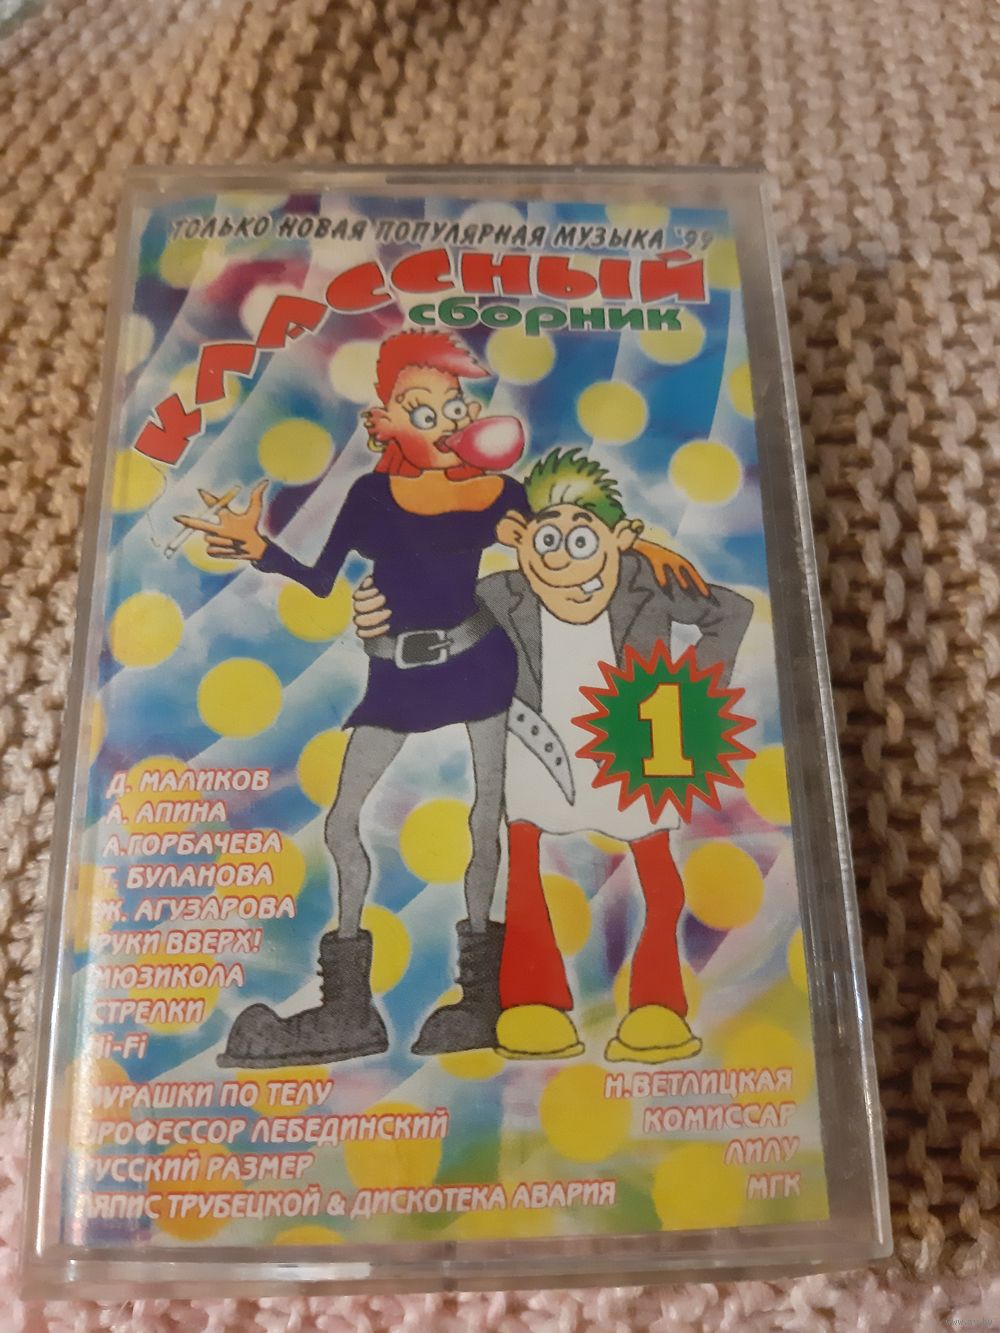 ТОЛЬКО НОВАЯ ПОПУЛЯРНАЯ МУЗЫКА '99
КЛАССНЫЙ
сборник
1
Д. МАЛИКОВ
А. АПИНА
А.ГОРБАЧЕВА
Т. БУЛАНОВА
Ж. АГУЗАРОВА
РУКИ ВВЕРХ!
МЮЗИКОЛА
СТРЕЛКИ
Hi-Fi
МУРАШКИ ПО ТЕЛУ
ПРОФЕССОР ЛЕБЕДИНСКИЙ
РУССКИЙ РАЗМЕР
ЛЯПИС ТРУБЕЦКОЙ & ДИСКОТЕКА АВАРИЯ
Н.ВЕТЛИЦКАЯ
КОМИССАР
ЛИЛУ
МГК